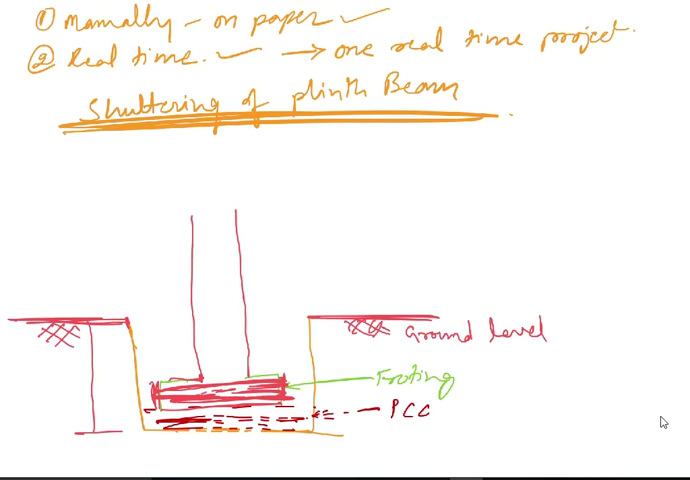 ① Manually - on paper
② Real time. → one real time project.
Shuttering of plinth Beam
Ground level
Footing
PCC